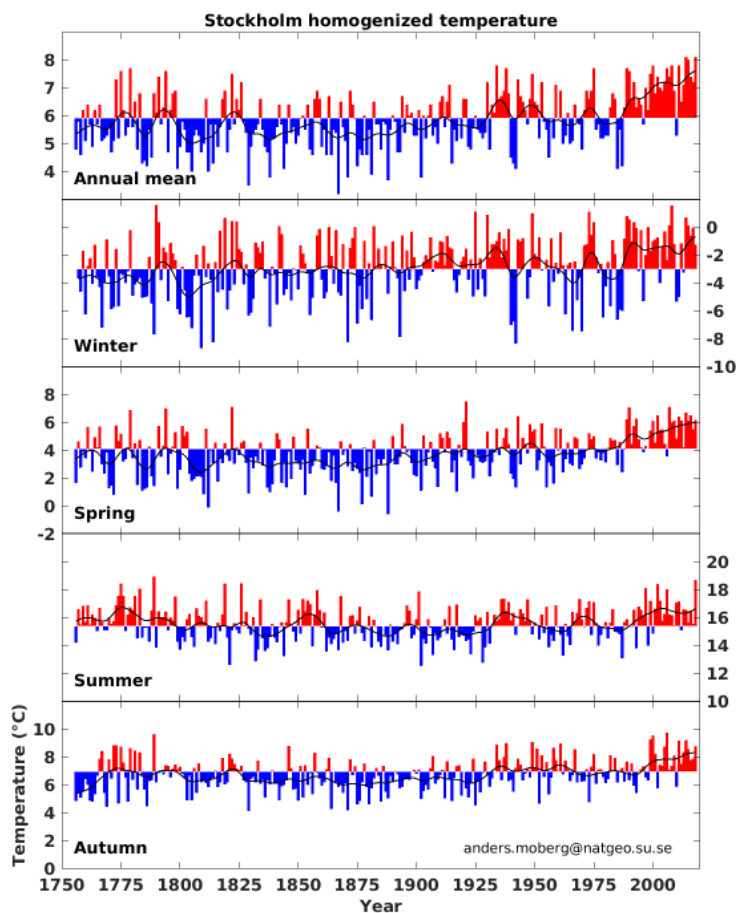 Stockholm homogenized temperature
8
7
6
5
4
Annual mean
0
-2
-4
-6
-8
-10
Winter
8
6
4
2
0
-2
Spring
20
18
16
14
12
10
Summer
10
8
6
4
2
0
Temperature (°C)
Autumn
anders.moberg@natgeo.su.se
1750 1775 1800 1825 1850 1875 1900 1925 1950 1975 2000
Year